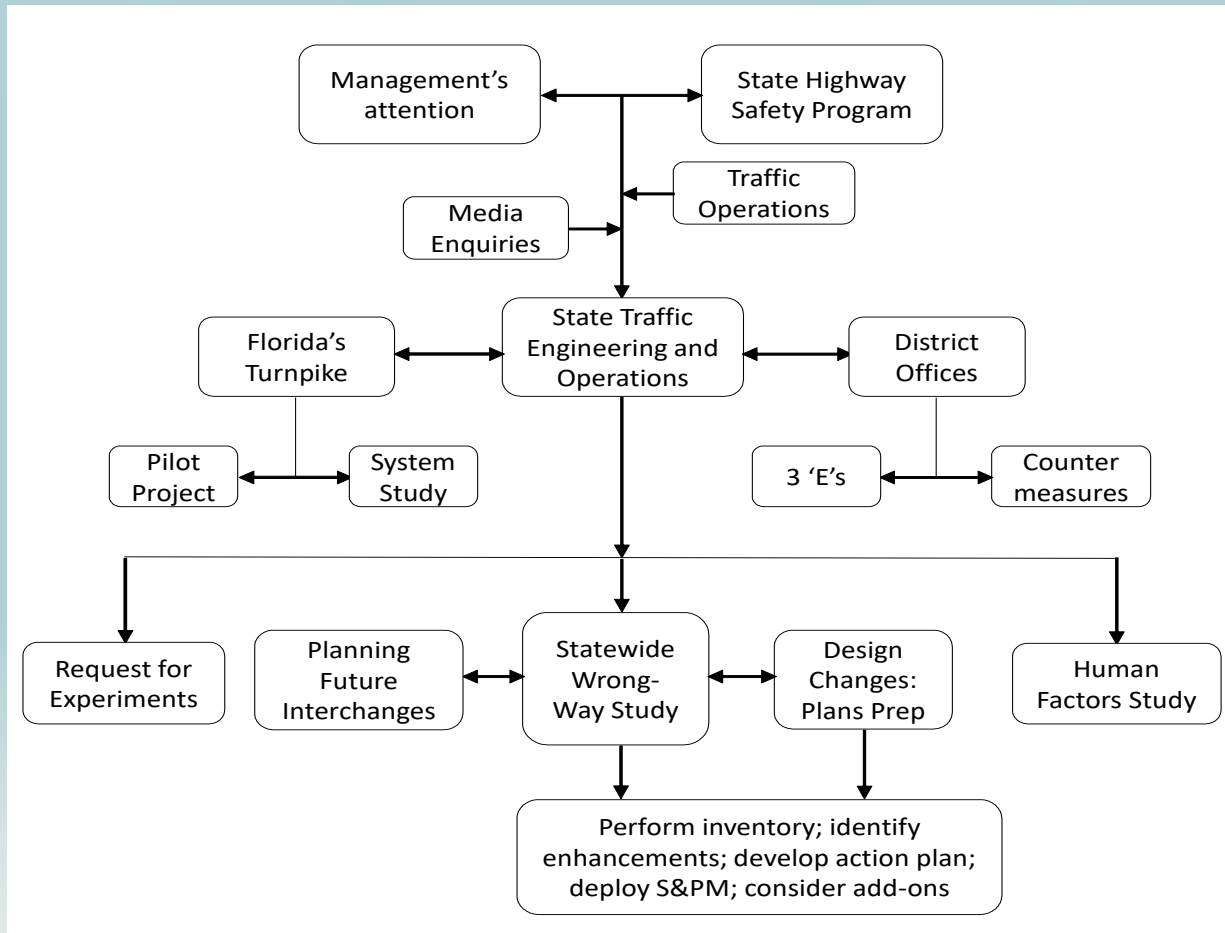 Management’s
attention
State Highway
Safety Program
Traffic
Operations
Media
Enquiries
State Traffic
Engineering and
Operations
Florida’s
Turnpike
District
Offices
Pilot
Project
System
Study
3 ‘E’s
Counter
measures
Request for
Experiments
Planning
Future
Interchanges
Statewide
Wrong-
Way Study
Design
Changes:
Plans Prep
Human
Factors Study
Perform inventory; identify
enhancements; develop action plan;
deploy S&PM; consider add-ons